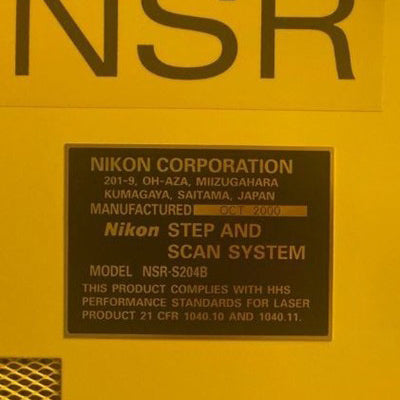 NSR
NIKON CORPORATION
201-9, OH-AZA, MIIZUGAHARA
KUMAGAYA, SAITAMA, JAPAN
MANUFACTURED OCT 2000
Nikon STEP AND
SCAN SYSTEM
MODEL NSR-S204B
THIS PRODUCT COMPLIES WITH HHS
PERFORMANCE STANDARDS FOR LASER
PRODUCT 21 CFR 1040.10 AND 1040.11.